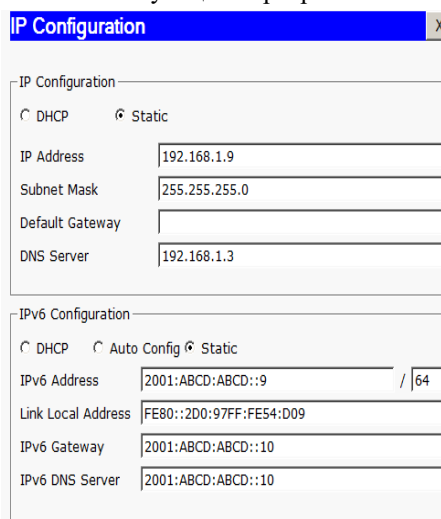 IP Configuration X
IP Configuration
DHCP Static
IP Address 192.168.1.9
Subnet Mask 255.255.255.0
Default Gateway
DNS Server 192.168.1.3
IPv6 Configuration
DHCP Auto Config Static
IPv6 Address 2001:ABCD:ABCD::9 / 64
Link Local Address FE80::2D0:97FF:FE54:D09
IPv6 Gateway 2001:ABCD:ABCD::10
IPv6 DNS Server 2001:ABCD:ABCD::10